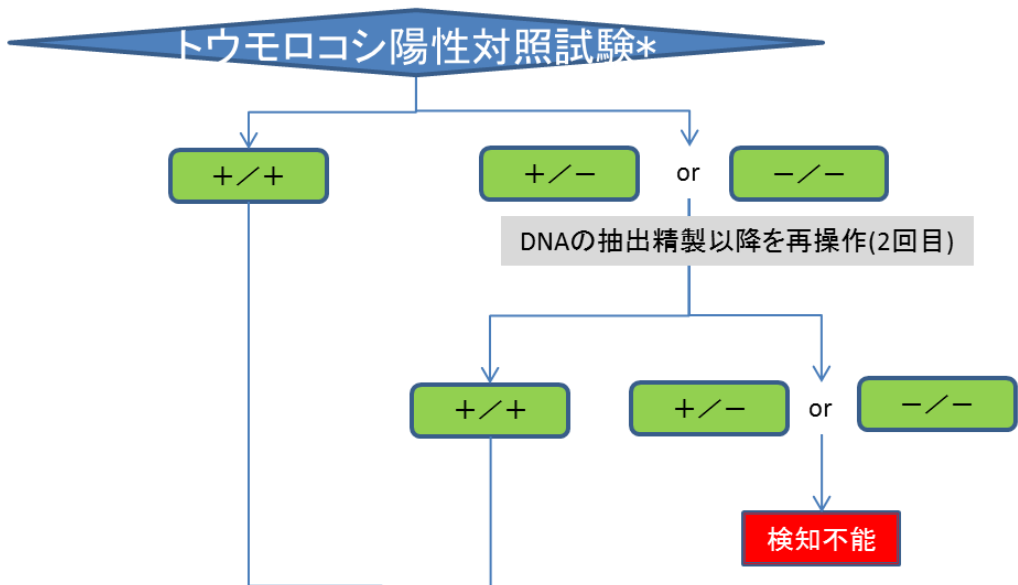 トウモロコシ陽性対照試験*
+/+
+/-
or
-/-
DNAの抽出精製以降を再操作(2回目)
+/+
+/-
or
-/-
検知不能